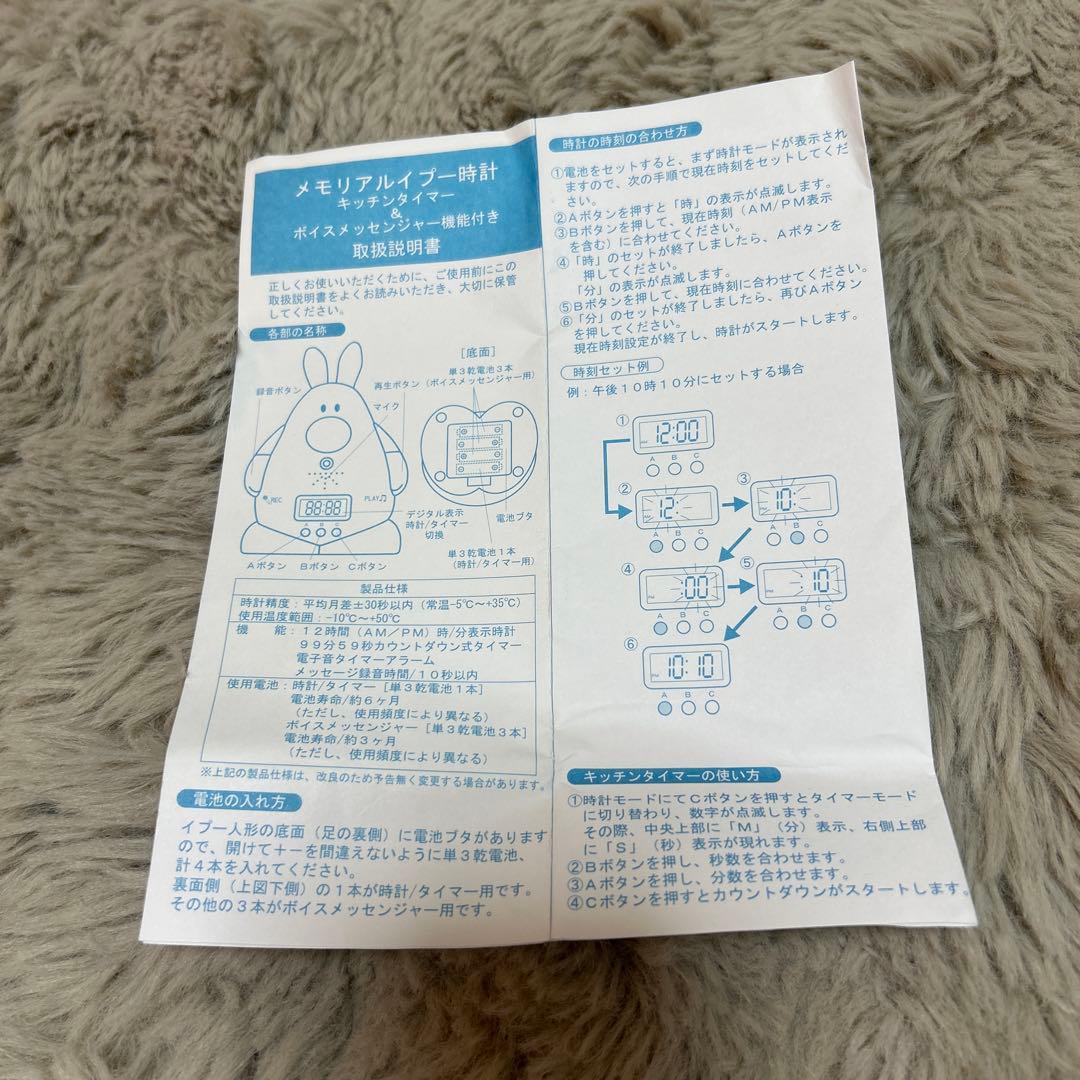 メモリアルイプー時計
キッチンタイマー
&
ボイスメッセンジャー機能付き
取扱説明書
正しくお使いいただくために、ご使用前にこの
取扱説明書をよくお読みいただき、大切に保管
してください。
各部の名称
[底面]
単3乾電池3本
(ボイスメッセンジャー用)
録音ボタン
再生ボタン
マイク
REC
PLAY♫
88:88
A B C
デジタル表示
時計/タイマー
切換
電池ブタ
単3乾電池1本
(時計/タイマー用)
Aボタン Bボタン Cボタン
製品仕様
時計精度:平均月差±30秒以内(常温-5℃〜+35℃)
使用温度範囲:-10℃〜+50℃
機 能:12時間(AM/PM)時/分表示時計
99分59秒カウントダウン式タイマー
電子音タイマーアラーム
メッセージ録音時間/10秒以内
使用電池:時計/タイマー[単3乾電池1本]
電池寿命/約6ヶ月
(ただし、使用頻度により異なる)
ボイスメッセンジャー[単3乾電池3本]
電池寿命/約3ヶ月
(ただし、使用頻度により異なる)
※上記の製品仕様は、改良のため予告無く変更する場合があります。
電池の入れ方
イプー人形の底面(足の裏側)に電池ブタがあります
ので、開けて+-を間違えないように単3乾電池、
計4本を入れてください。
裏面側(上図下側)の1本が時計/タイマー用です。
その他の3本がボイスメッセンジャー用です。
時計の時刻の合わせ方
①電池をセットすると、まず時計モードが表示され
ますので、次の手順で現在時刻をセットしてくだ
さい。
②Aボタンを押すと「時」の表示が点滅します。
③Bボタンを押して、現在時刻(AM/PM表示
を含む)に合わせてください。
④「時」のセットが終了しましたら、Aボタンを
押してください。
「分」の表示が点滅します。
⑤Bボタンを押して、現在時刻に合わせてください。
⑥「分」のセットが終了しましたら、再びAボタン
を押してください。
現在時刻設定が終了し、時計がスタートします。
時刻セット例
例:午後10時10分にセットする場合
①
AM 12:00
A B C
②
AM 12:
A B C
③
PM 10:
A B C
④
PM :00
A B C
⑤
PM :10
A B C
⑥
PM 10:10
A B C
キッチンタイマーの使い方
①時計モードにてCボタンを押すとタイマーモード
に切り替わり、数字が点滅します。
その際、中央上部に「M」(分)表示、右側上部
に「S」(秒)表示が現れます。
②Bボタンを押し、秒数を合わせます。
③Aボタンを押し、分数を合わせます。
④Cボタンを押すとカウントダウンがスタートします。